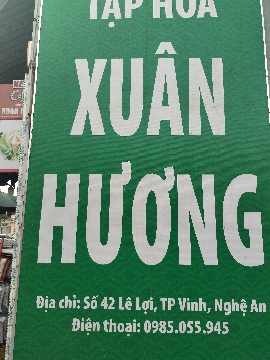 TẠP HÓA
XUÂN
HƯƠNG
Địa chỉ: Số 42 Lê Lợi, TP Vinh, Nghệ An
Điện thoại: 0985.055.945